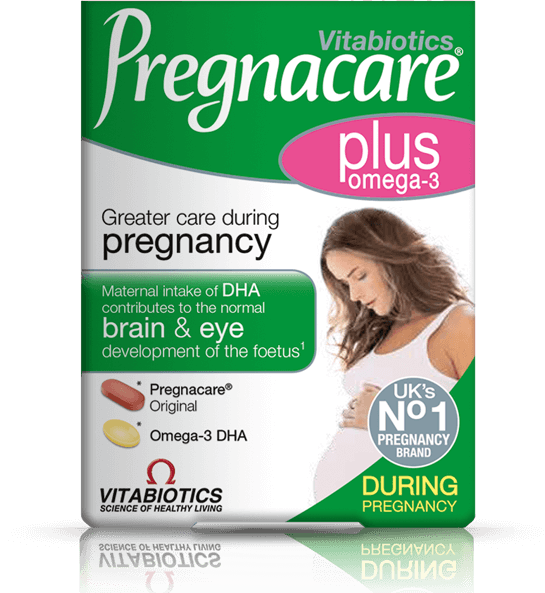 Vitabiotics
Pregnacare®
plus
omega-3
Greater care during
pregnancy
Maternal intake of DHA
contributes to the normal
brain & eye
development of the foetus¹
* Pregnacare®
Original
* Omega-3 DHA
UK's
Nº1
PREGNANCY
BRAND
VITABIOTICS
SCIENCE OF HEALTHY LIVING
DURING
PREGNANCY